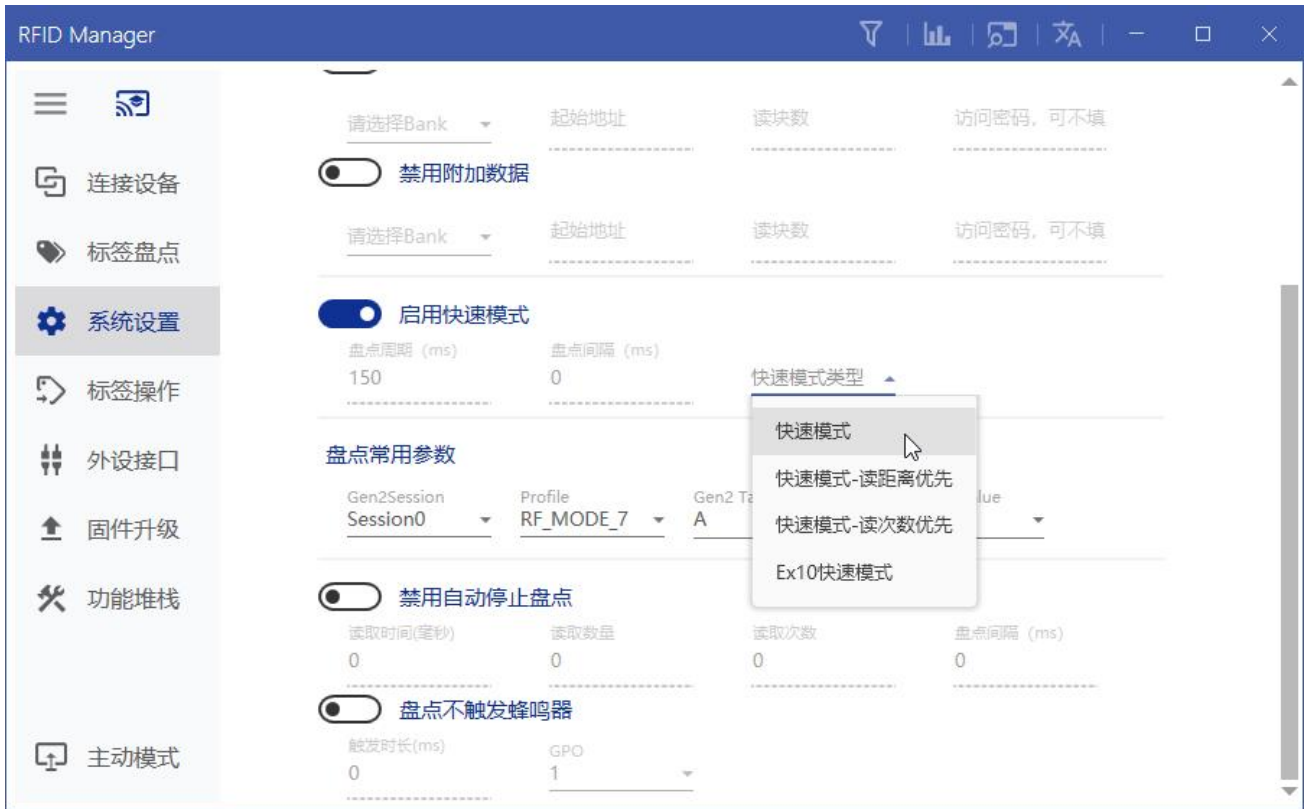 RFID Manager
请选择Bank 起始地址 读块数 访问密码，可不填
连接设备
禁用附加数据
标签盘点
请选择Bank 起始地址 读块数 访问密码，可不填
系统设置
启用快速模式
盘点周期（ms） 盘点间隔（ms）
150 0 快速模式类型
标签操作
快速模式
外设接口
盘点常用参数
快速模式-读距离优先
Gen2Session Profile Gen2 Ta lue
Session0 RF_MODE_7 A
快速模式-读次数优先
固件升级
Ex10快速模式
功能堆栈
禁用自动停止盘点
读取时间(毫秒) 读取数量 读取次数 盘点间隔（ms）
0 0 0 0
盘点不触发蜂鸣器
主动模式
触发时长(ms) GPO
0 1